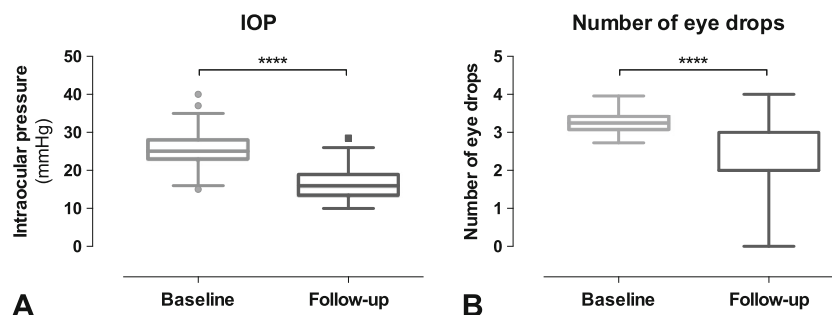 IOP
Intraocular pressure
(mmHg)
50
40
30
20
10
0
****
Baseline
Follow-up
A
Number of eye drops
Number of eye drops
5
4
3
2
1
0
****
Baseline
Follow-up
B